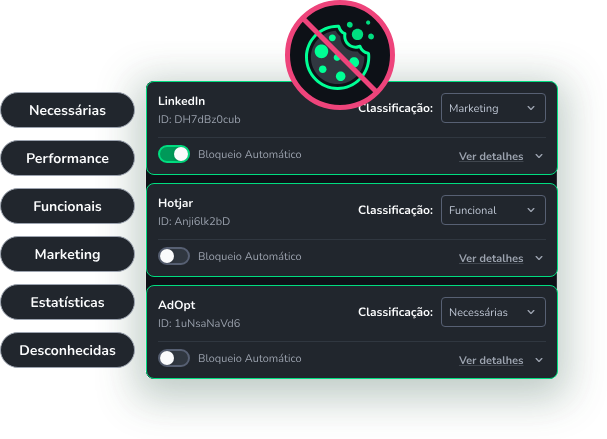 Necessárias
Performance
Funcionais
Marketing
Estatísticas
Desconhecidas
LinkedIn
ID: DH7dBz0cub
Classificação: Marketing
Bloqueio Automático Ver detalhes
Hotjar
ID: Anji6lk2bD
Classificação: Funcional
Bloqueio Automático Ver detalhes
AdOpt
ID: 1uNsaNaVd6
Classificação: Necessárias
Bloqueio Automático Ver detalhes